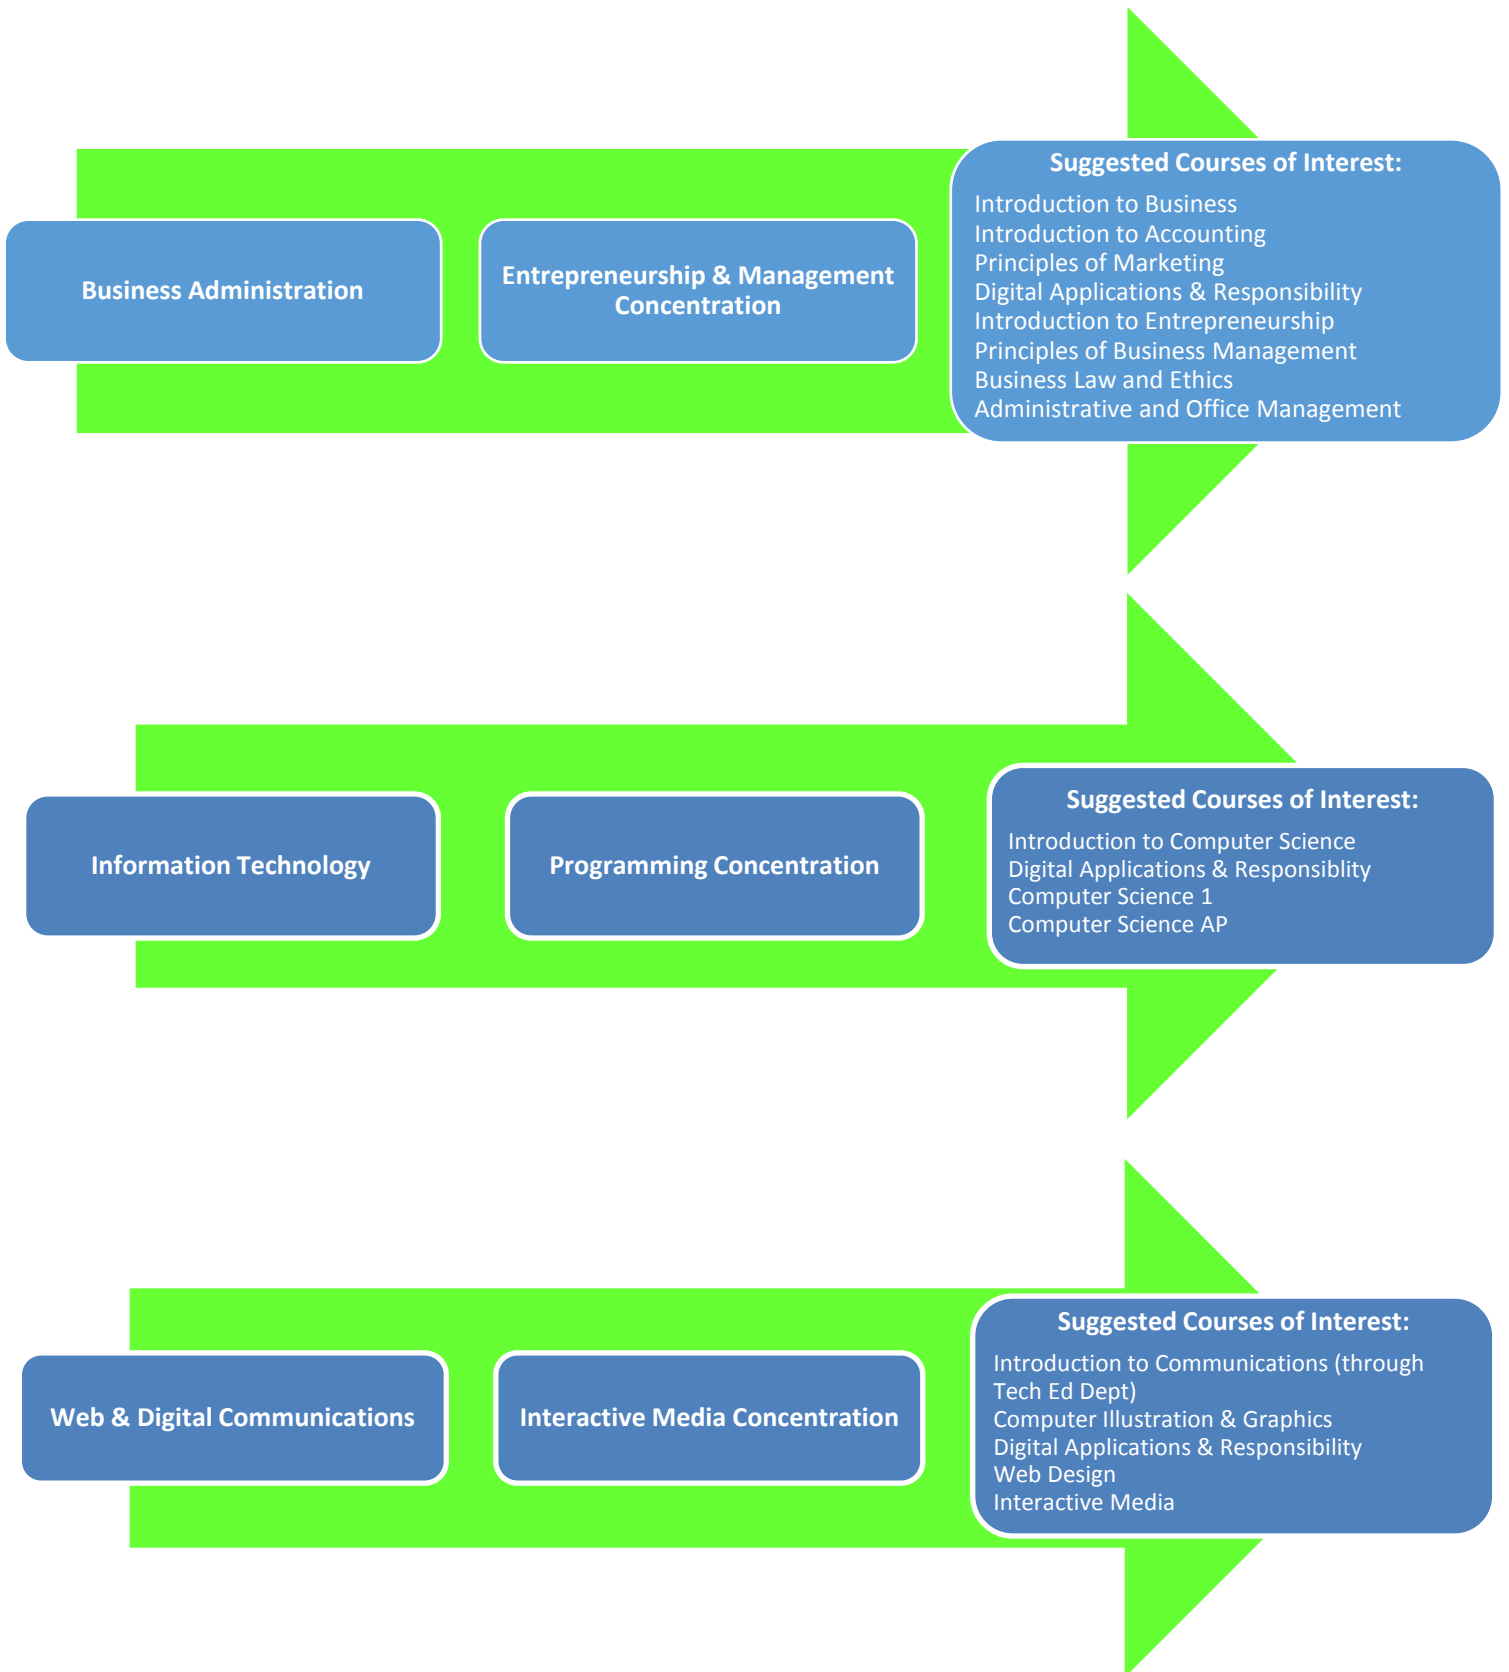 Business Administration
Entrepreneurship & Management
Concentration
Suggested Courses of Interest:
Introduction to Business
Introduction to Accounting
Principles of Marketing
Digital Applications & Responsibility
Introduction to Entrepreneurship
Principles of Business Management
Business Law and Ethics
Administrative and Office Management
Information Technology
Programming Concentration
Suggested Courses of Interest:
Introduction to Computer Science
Digital Applications & Responsiblity
Computer Science 1
Computer Science AP
Web & Digital Communications
Interactive Media Concentration
Suggested Courses of Interest:
Introduction to Communications (through
Tech Ed Dept)
Computer Illustration & Graphics
Digital Applications & Responsibility
Web Design
Interactive Media